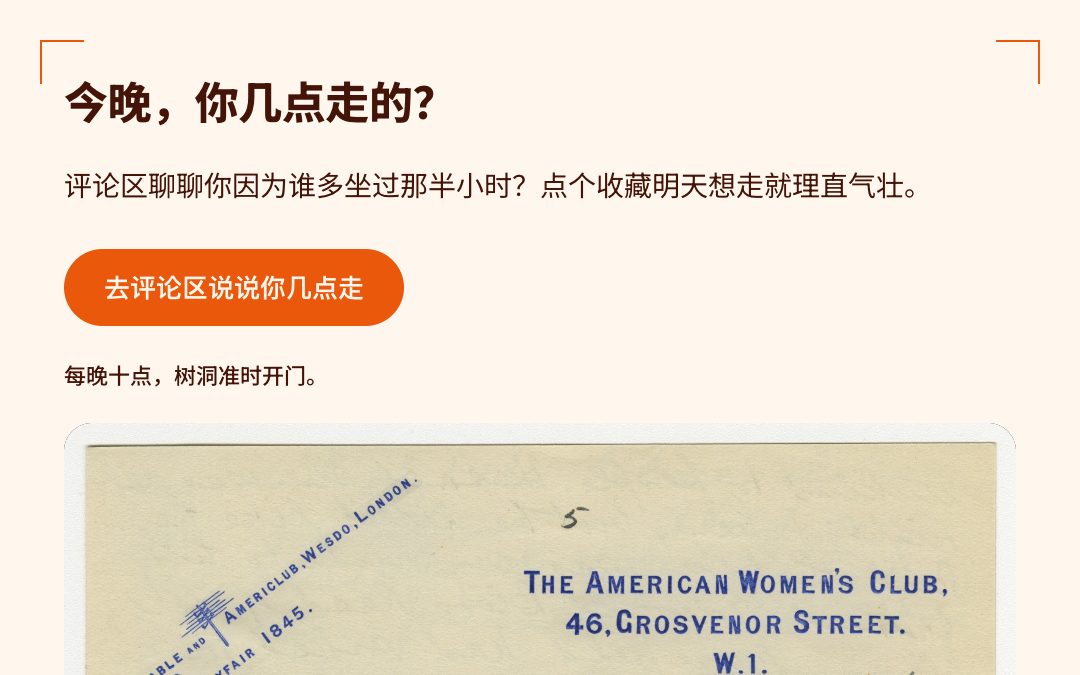 今晚，你几点走的？
评论区聊聊你因为谁多坐过那半小时？点个收藏明天想走就理直气壮。
去评论区说说你几点走
每晚十点，树洞准时开门。
5
AMERICLUB, WESDO, LONDON.
AND
YFAIR 1845.
THE AMERICAN WOMEN'S CLUB,
46, GROSVENOR STREET.
W.1.